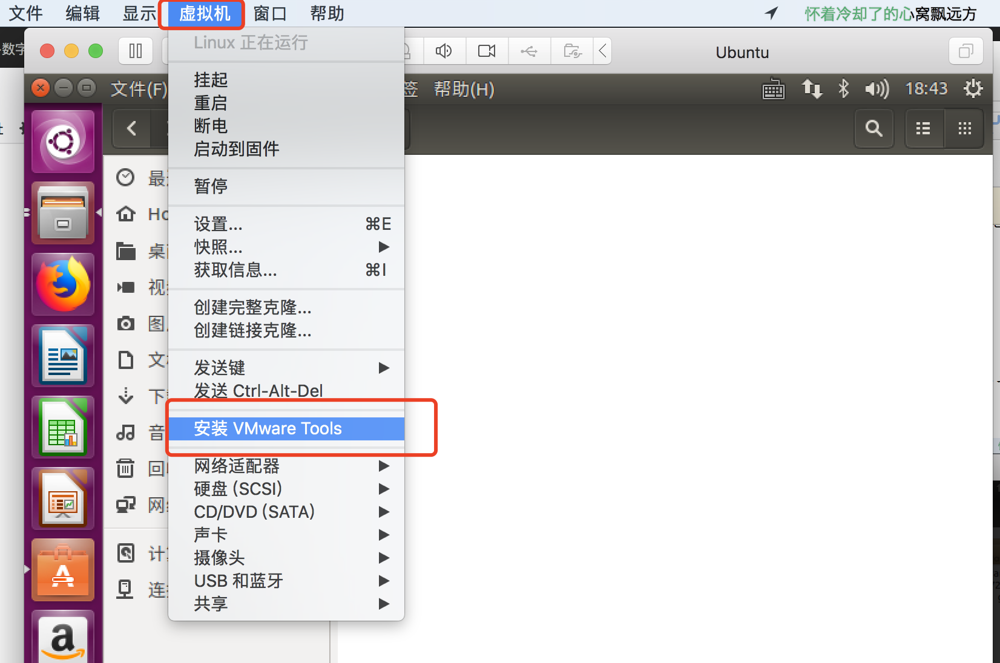 文件 编辑 显示 虚拟机 窗口 帮助 怀着冷却了的心窝飘远方
数字
Ubuntu
Linux 正在运行
文件(F) 签 帮助(H) 18:43
挂起
重启
断电
启动到固件
暂停
设置... ⌘E
快照... ▶
获取信息... ⌘I
创建完整克隆...
创建链接克隆...
发送键 ▶
发送 Ctrl-Alt-Del
安装 VMware Tools
网络适配器 ▶
硬盘 (SCSI) ▶
CD/DVD (SATA) ▶
声卡 ▶
摄像头 ▶
USB 和蓝牙 ▶
共享 ▶
最
Ho
桌
视
图
文
下
音
回
网
计
连